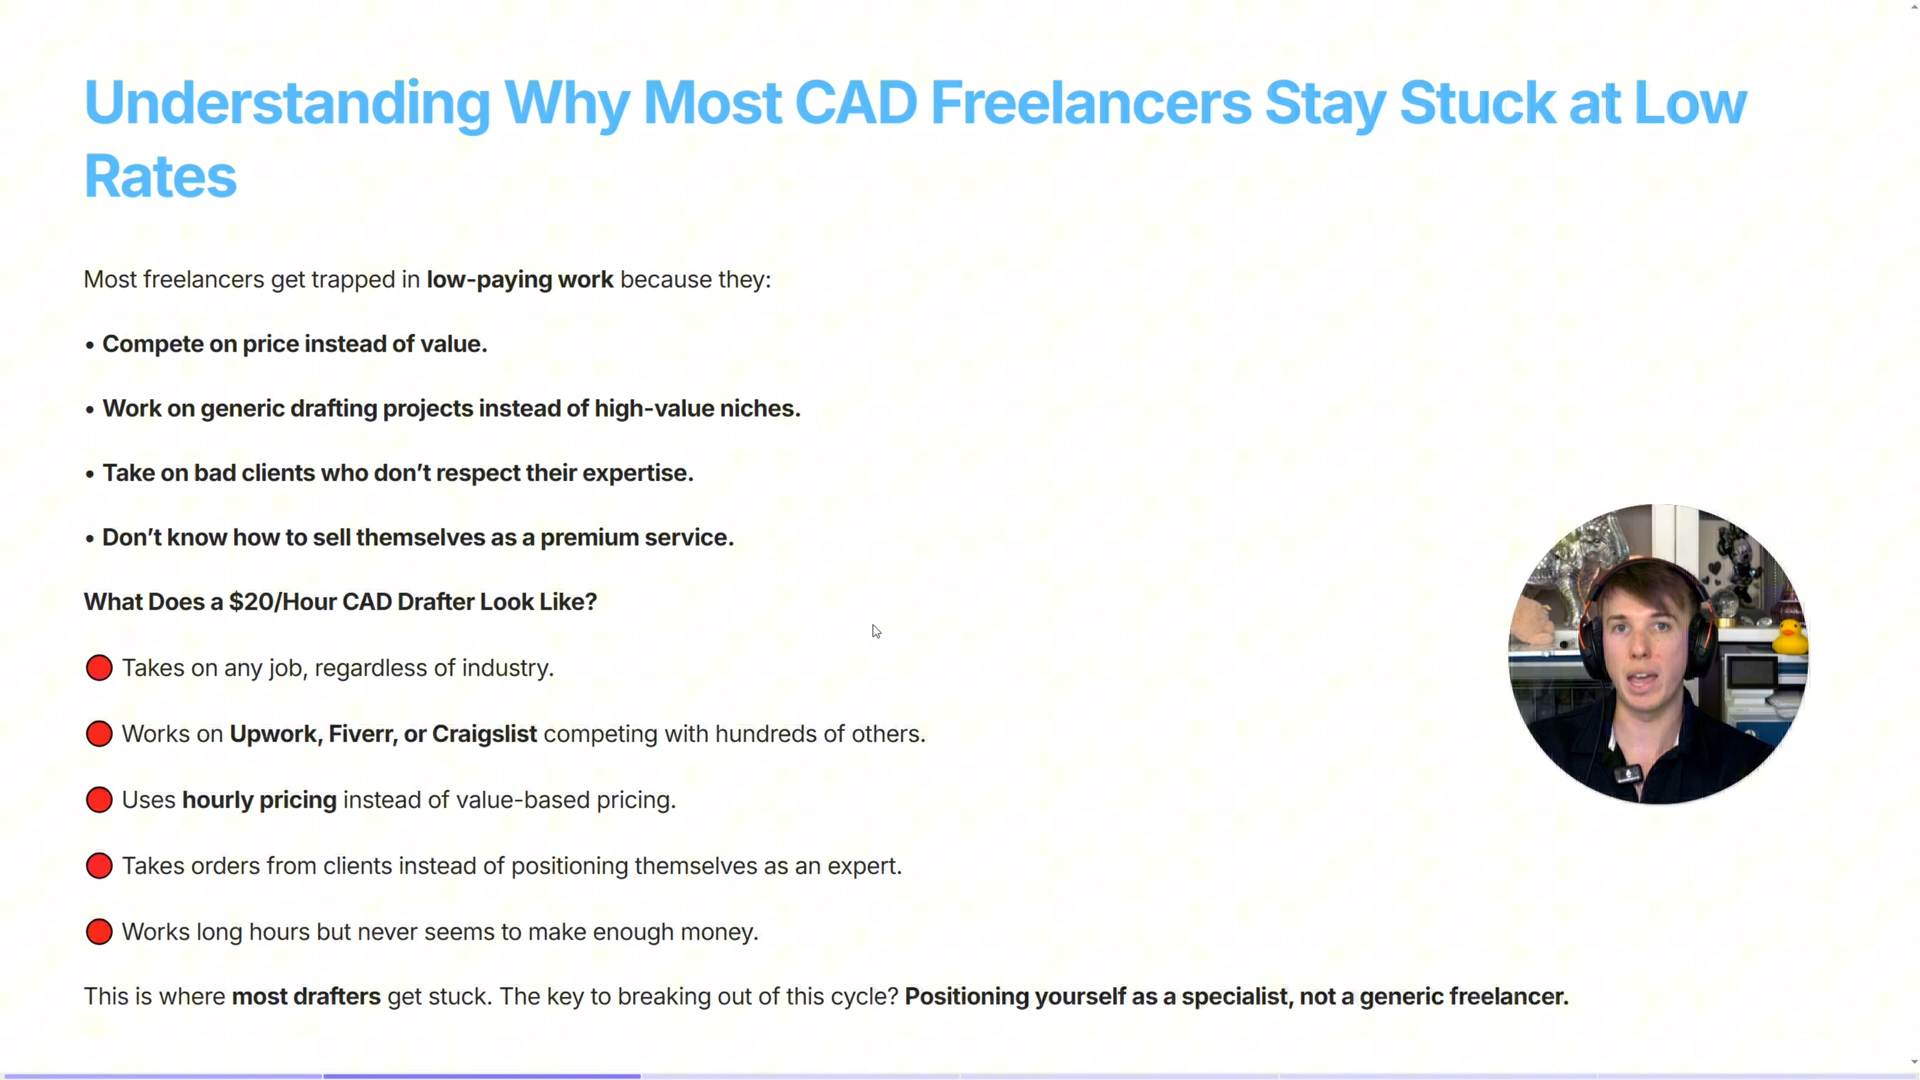 Understanding Why Most CAD Freelancers Stay Stuck at Low
Rates
Most freelancers get trapped in low-paying work because they:
• Compete on price instead of value.
• Work on generic drafting projects instead of high-value niches.
• Take on bad clients who don’t respect their expertise.
• Don’t know how to sell themselves as a premium service.
What Does a $20/Hour CAD Drafter Look Like?
🔴 Takes on any job, regardless of industry.
🔴 Works on Upwork, Fiverr, or Craigslist competing with hundreds of others.
🔴 Uses hourly pricing instead of value-based pricing.
🔴 Takes orders from clients instead of positioning themselves as an expert.
🔴 Works long hours but never seems to make enough money.
This is where most drafters get stuck. The key to breaking out of this cycle? Positioning yourself as a specialist, not a generic freelancer.